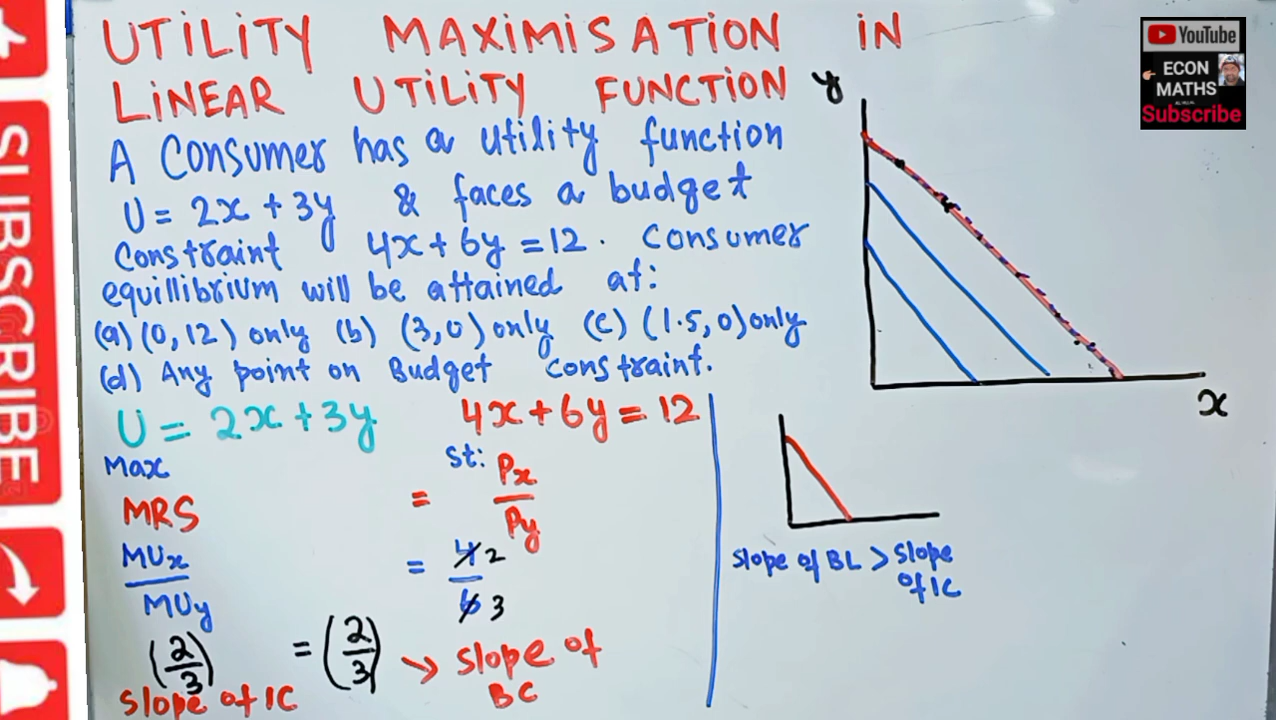 UTILITY MAXIMISATION IN
LINEAR UTILITY FUNCTION
A Consumer has a utility function
U = 2x + 3y & faces a budget
Constraint 4x + 6y = 12. Consumer
equillibrium will be attained at:
(a) (0, 12) only (b) (3, 0) only (c) (1.5, 0) only
(d) Any point on Budget constraint.
U = 2x + 3y 4x + 6y = 12
Max st:
MRS = Px
Py
MUx = 4 2
MUy 6 3
(2/3) = (2/3) → slope of
slope of IC BC
y
x
slope of BL > slope
of IC
YouTube
ECON
MATHS
Subscribe
SUBSCRIBE